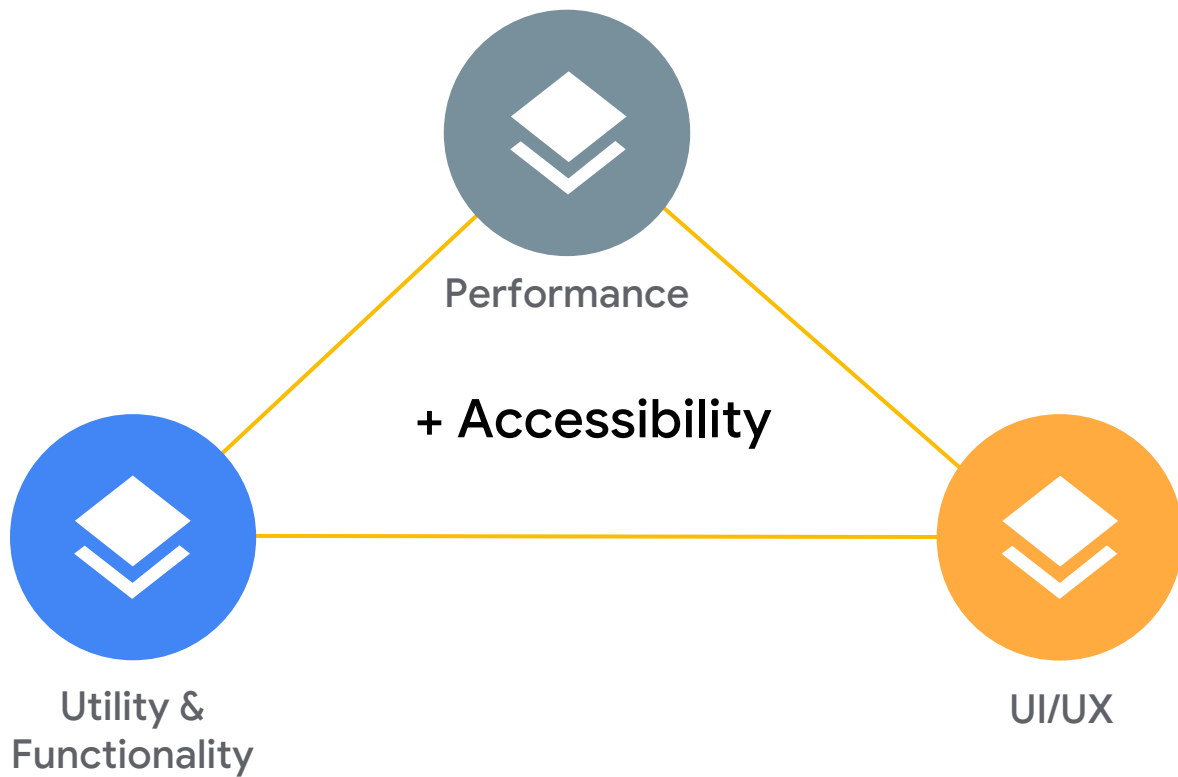 Performance
+ Accessibility
Utility &
Functionality
UI/UX